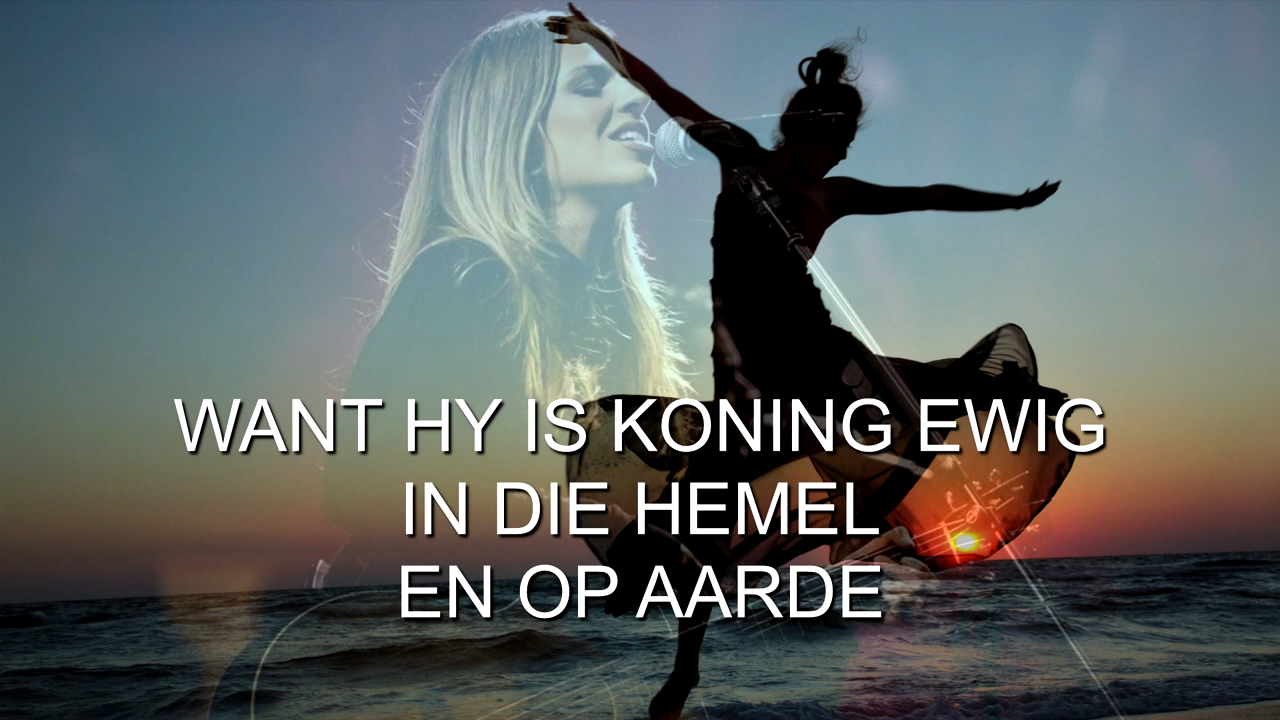 WANT HY IS KONING EWIG
IN DIE HEMEL
EN OP AARDE